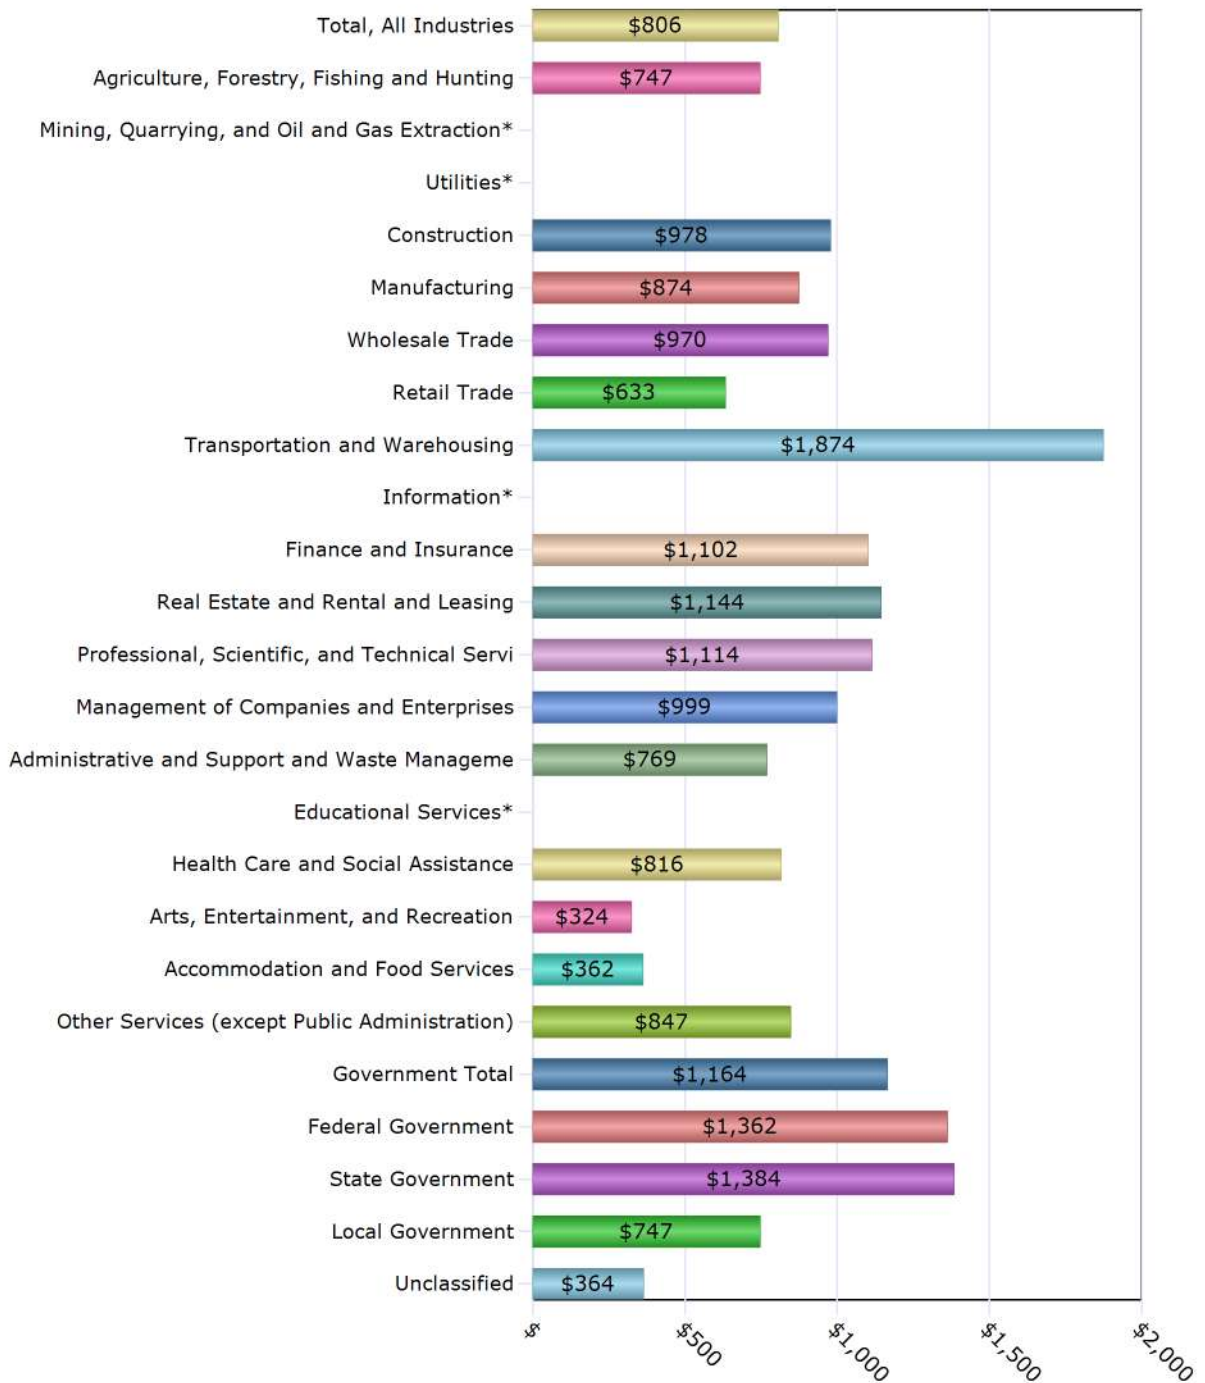 Total, All Industries $806
Agriculture, Forestry, Fishing and Hunting $747
Mining, Quarrying, and Oil and Gas Extraction*
Utilities*
Construction $978
Manufacturing $874
Wholesale Trade $970
Retail Trade $633
Transportation and Warehousing $1,874
Information*
Finance and Insurance $1,102
Real Estate and Rental and Leasing $1,144
Professional, Scientific, and Technical Servi $1,114
Management of Companies and Enterprises $999
Administrative and Support and Waste Manageme $769
Educational Services*
Health Care and Social Assistance $816
Arts, Entertainment, and Recreation $324
Accommodation and Food Services $362
Other Services (except Public Administration) $847
Government Total $1,164
Federal Government $1,362
State Government $1,384
Local Government $747
Unclassified $364
$ $500 $1,000 $1,500 $2,000